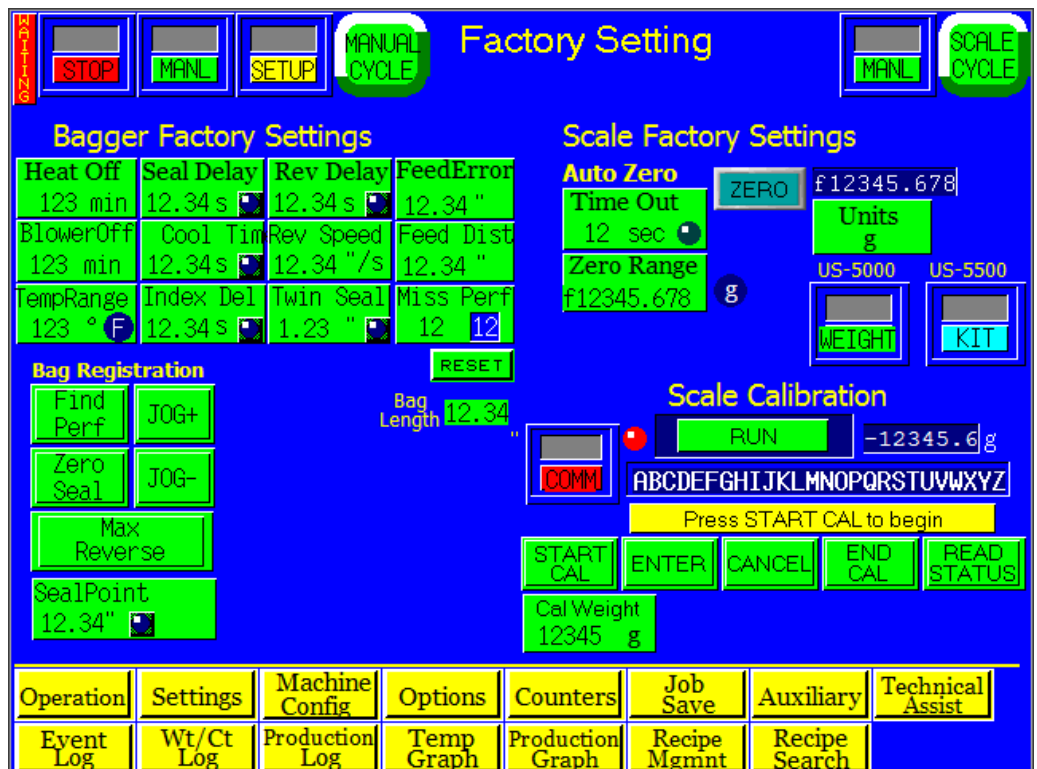 WAITING
STOP
MANL
SETUP
MANUAL
CYCLE
Factory Setting
MANL
SCALE
CYCLE
Bagger Factory Settings
Heat Off
123 min
Seal Delay
12.34 s
Rev Delay
12.34 s
FeedError
12.34 "
BlowerOff
123 min
Cool Tim
12.34 s
Rev Speed
12.34 "/s
Feed Dist
12.34 "
TempRange
123 ° F
Index Del
12.34 s
Twin Seal
1.23 "
Miss Perf
12 12
RESET
Bag Registration
Find
Perf
JOG+
Zero
Seal
JOG-
Max
Reverse
SealPoint
12.34"
Bag
Length 12.34
"
Scale Factory Settings
Auto Zero
Time Out
12 sec
ZERO
f12345.678
Units
g
Zero Range
f12345.678 g
US-5000
WEIGHT
US-5500
KIT
Scale Calibration
COMM
RUN
-12345.6 g
ABCDEFGHIJKLMNOPQRSTUVWXYZ
Press START CAL to begin
START
CAL
ENTER
CANCEL
END
CAL
READ
STATUS
Cal Weight
12345 g
Operation
Settings
Machine
Config
Options
Counters
Job
Save
Auxiliary
Technical
Assist
Event
Log
Wt/Ct
Log
Production
Log
Temp
Graph
Production
Graph
Recipe
Mgmnt
Recipe
Search